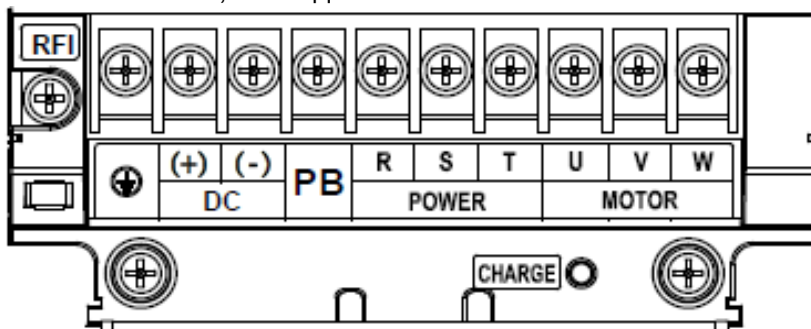 RFI
(+) (-) PB R S T U V W
DC POWER MOTOR
CHARGE